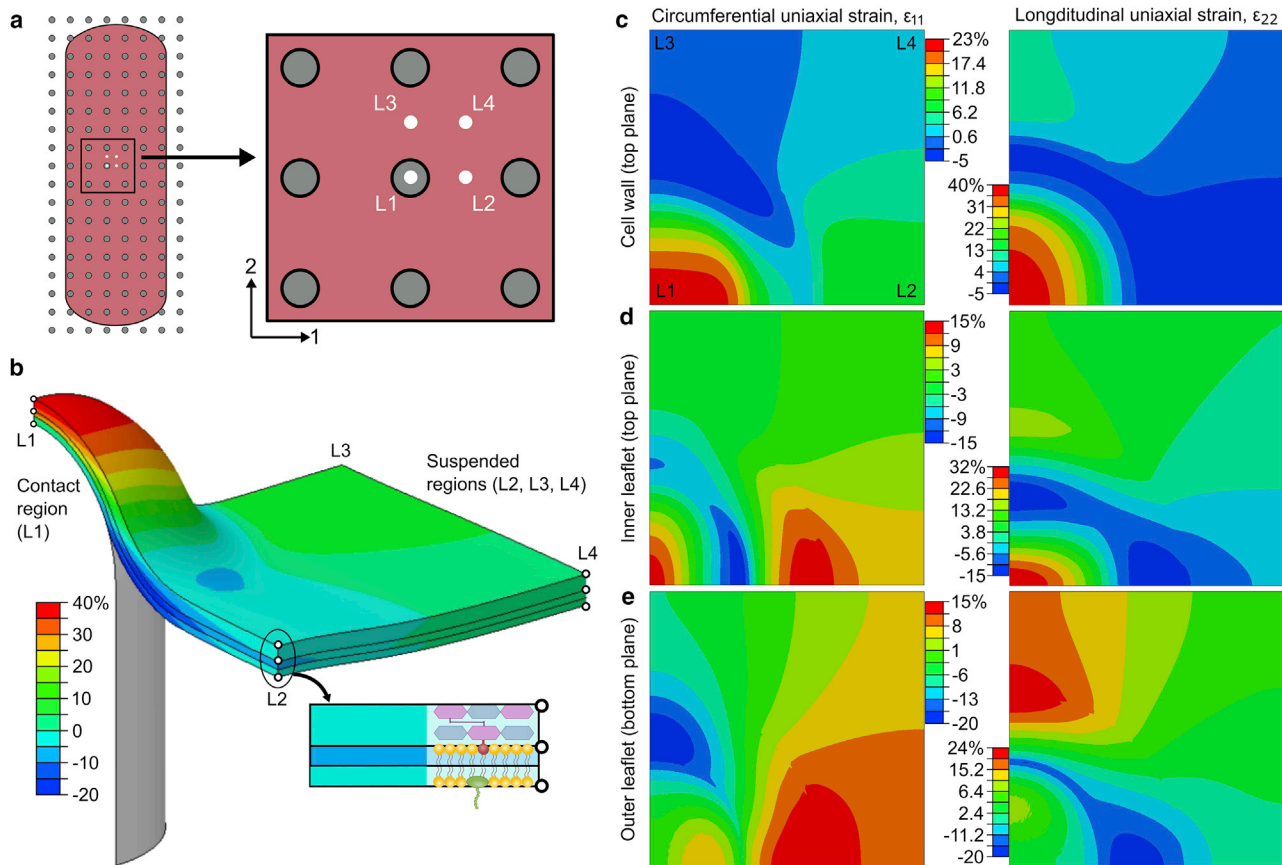 a
L3
L4
L1
L2
2
1
b
L1
Contact
region
(L1)
L3
Suspended
regions (L2, L3, L4)
L4
L2
40%
30
20
10
0
-10
-20
c
Circumferential uniaxial strain, ε11
Longditudinal uniaxial strain, ε22
Cell wall (top plane)
L3
L4
L1
L2
23%
17.4
11.8
6.2
0.6
-5
40%
31
22
13
4
-5
d
Inner leaflet (top plane)
15%
9
3
-3
-9
-15
32%
22.6
13.2
3.8
-5.6
-15
e
Outer leaflet (bottom plane)
15%
8
1
-6
-13
-20
24%
15.2
6.4
2.4
-11.2
-20